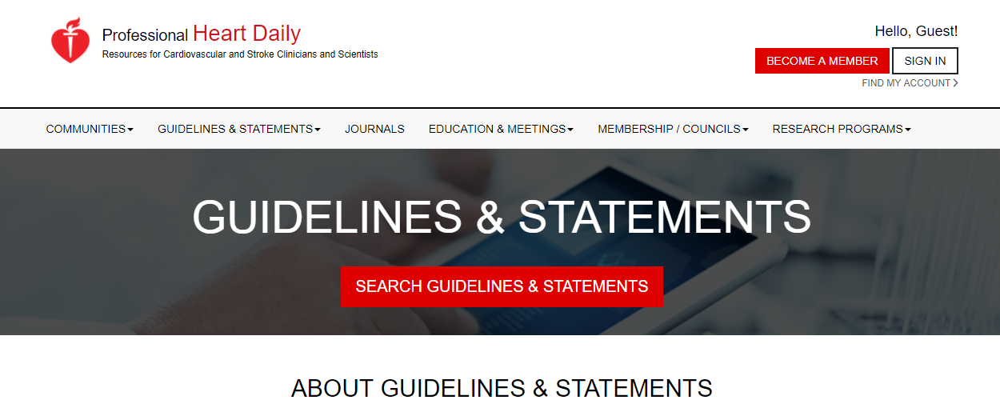 Professional Heart Daily
Resources for Cardiovascular and Stroke Clinicians and Scientists
Hello, Guest!
BECOME A MEMBER
SIGN IN
FIND MY ACCOUNT
COMMUNITIES
GUIDELINES & STATEMENTS
JOURNALS
EDUCATION & MEETINGS
MEMBERSHIP / COUNCILS
RESEARCH PROGRAMS
GUIDELINES & STATEMENTS
SEARCH GUIDELINES & STATEMENTS
ABOUT GUIDELINES & STATEMENTS